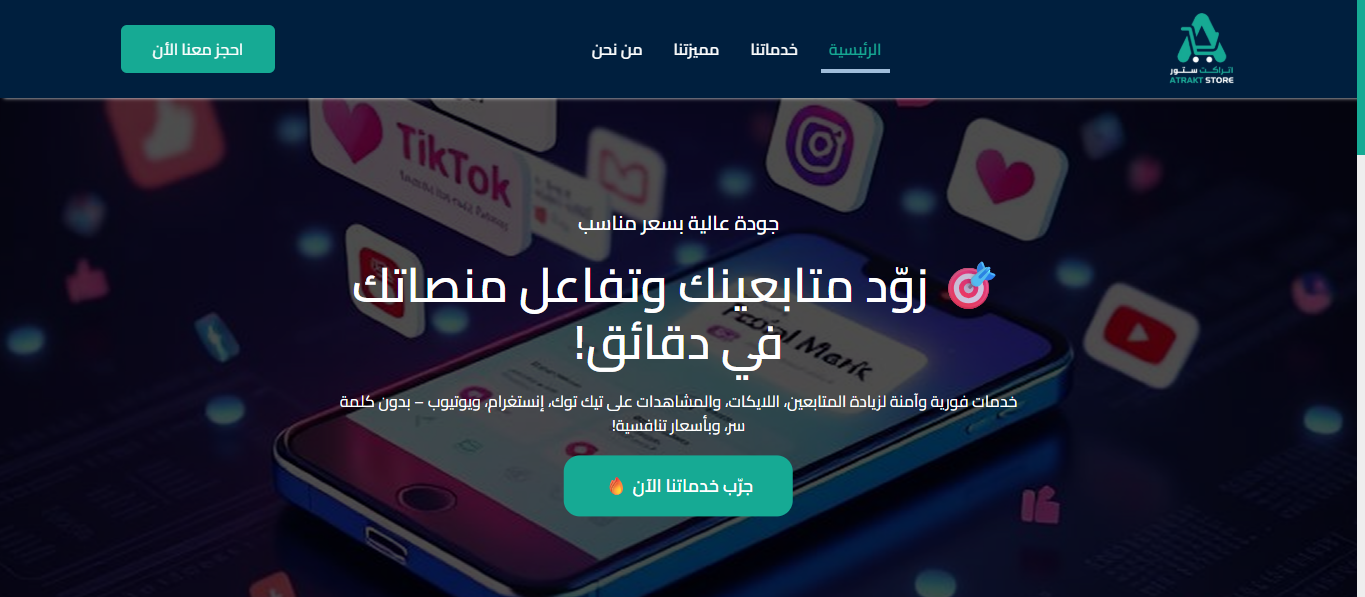 اتراكت ستور
ATRAKT STORE
الرئيسية
خدماتنا
مميزتنا
من نحن
احجز معنا الأن
TikTok
جودة عالية بسعر مناسب
🎯 زوّد متابعينك وتفاعل منصاتك
في دقائق!
خدمات فورية وآمنة لزيادة المتابعين، اللايكات، والمشاهدات على تيك توك، إنستغرام، ويوتيوب – بدون كلمة
سر، وبأسعار تنافسية!
جرّب خدماتنا الآن 🔥